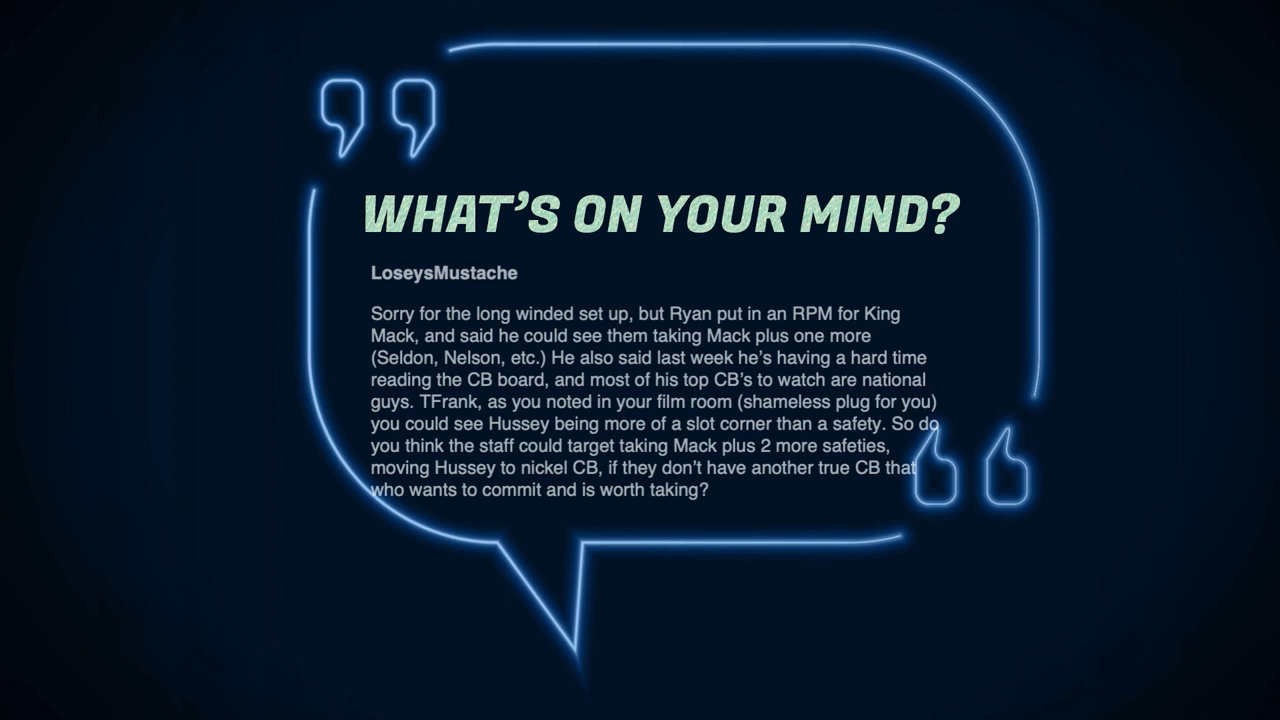 WHAT’S ON YOUR MIND?
LoseysMustache
Sorry for the long winded set up, but Ryan put in an RPM for King
Mack, and said he could see them taking Mack plus one more
(Seldon, Nelson, etc.) He also said last week he’s having a hard time
reading the CB board, and most of his top CB’s to watch are national
guys. TFrank, as you noted in your film room (shameless plug for you)
you could see Hussey being more of a slot corner than a safety. So do
you think the staff could target taking Mack plus 2 more safeties,
moving Hussey to nickel CB, if they don’t have another true CB that
who wants to commit and is worth taking?